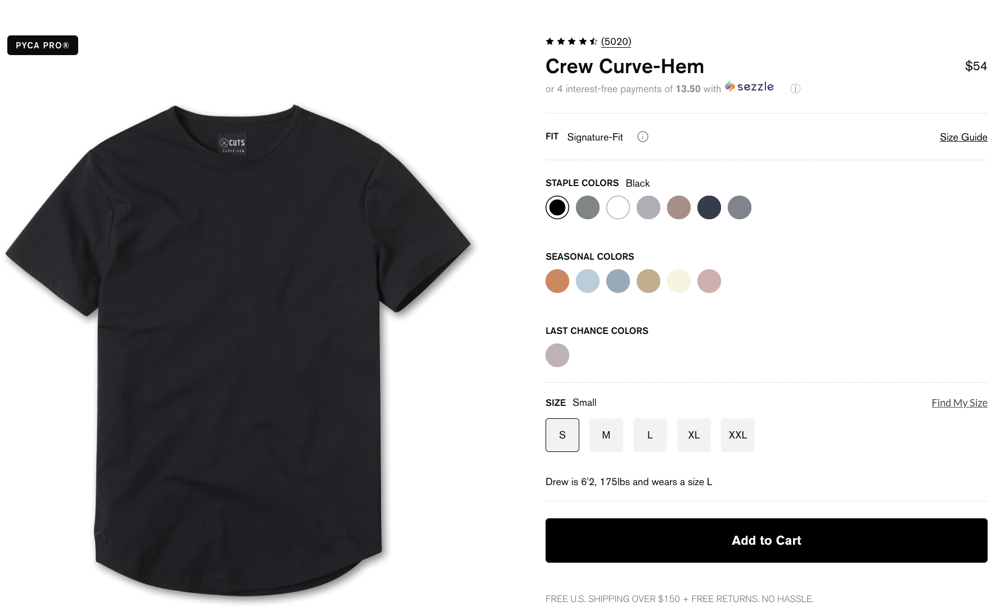 PYCA PRO®
CUTS
CURVE-HEM
(5020)
Crew Curve-Hem
$54
or 4 interest-free payments of 13.50 with sezzle
FIT Signature-Fit
Size Guide
STAPLE COLORS Black
SEASONAL COLORS
LAST CHANCE COLORS
SIZE Small
Find My Size
S M L XL XXL
Drew is 6'2, 175lbs and wears a size L
Add to Cart
FREE U.S. SHIPPING OVER $150 + FREE RETURNS. NO HASSLE.